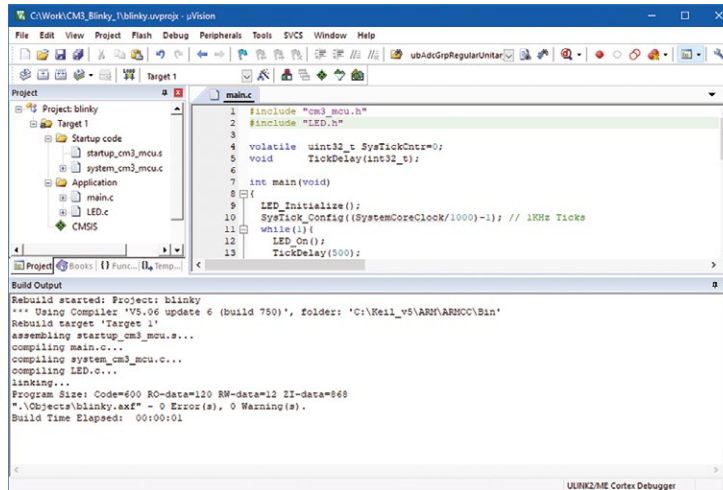 C:\Work\CM3_Blinky_1\blinky.uvprojx - µVision
File Edit View Project Flash Debug Peripherals Tools SVCS Window Help
ubAdcGrpRegularUnitar
Target 1
Project
Project: blinky
Target 1
Startup code
startup_cm3_mcu.s
system_cm3_mcu.c
Application
main.c
LED.c
CMSIS
Project Books {} Func... Temp...
main.c
1 #include "cm3_mcu.h"
2 #include "LED.h"
3
4 volatile uint32_t SysTickCntr=0;
5 void TickDelay(int32_t);
6
7 int main(void)
8 {
9 LED_Initialize();
10 SysTick_Config((SystemCoreClock/1000)-1); // 1KHz Ticks
11 while(1){
12 LED_On();
13 TickDelay(500);
Build Output
Rebuild started: Project: blinky
*** Using Compiler 'V5.06 update 6 (build 750)', folder: 'C:\Keil_v5\ARM\ARMCC\Bin'
Rebuild target 'Target 1'
assembling startup_cm3_mcu.s...
compiling main.c...
compiling system_cm3_mcu.c...
compiling LED.c...
linking...
Program Size: Code=600 RO-data=120 RW-data=12 ZI-data=868
".\Objects\blinky.axf" - 0 Error(s), 0 Warning(s).
Build Time Elapsed: 00:00:01
ULINK2/ME Cortex Debugger